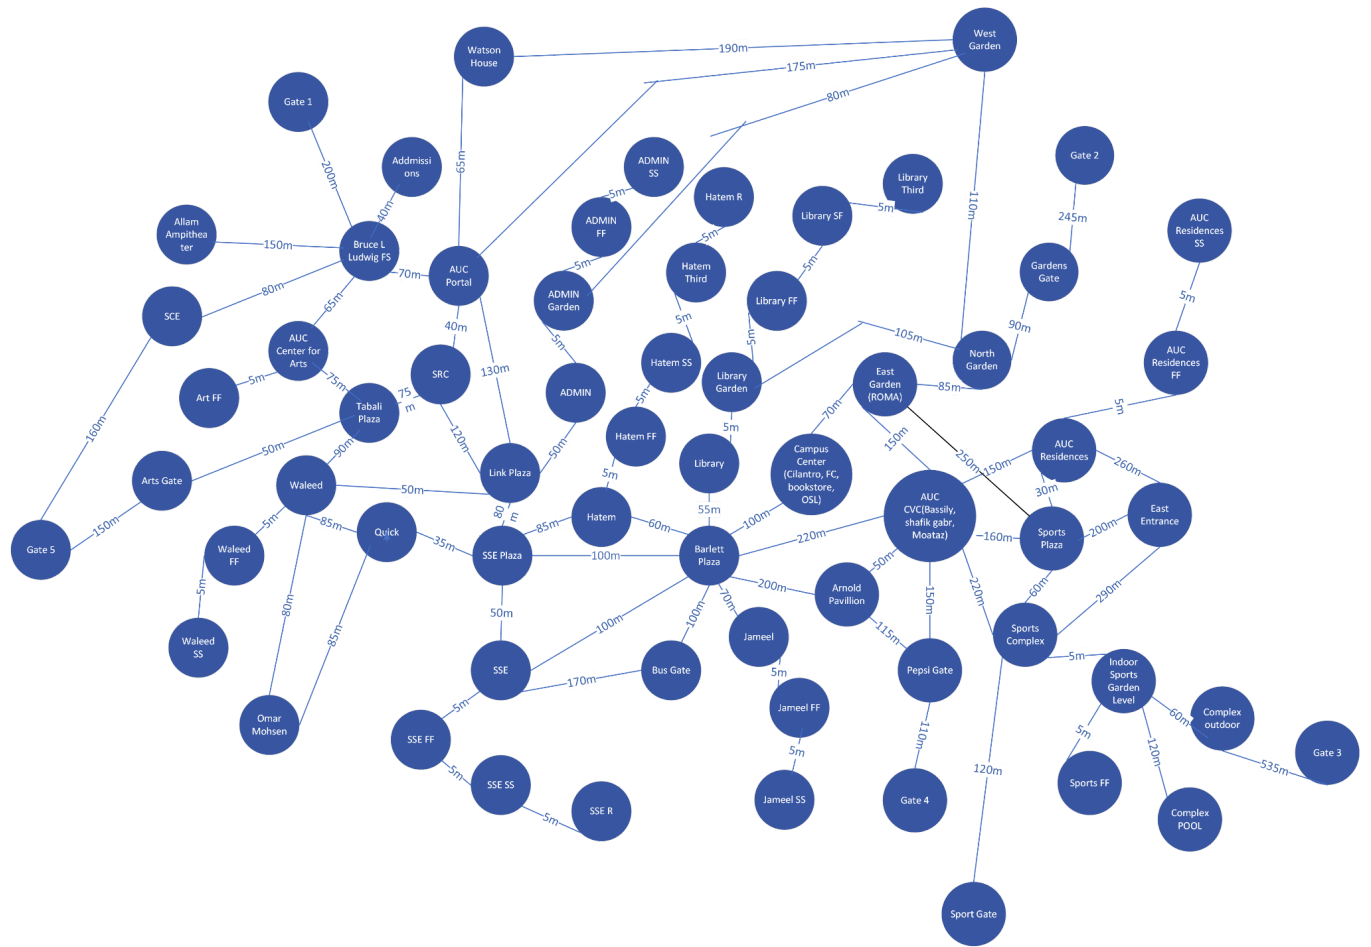 West
Garden
Watson
House
190m
175m
80m
Gate 1
Addmissi
ons
200m
40m
65m
ADMIN
SS
5m
Hatem R
Library
Third
Library SF
5m
Gate 2
110m
245m
AUC
Residences
SS
Allam
Ampithea
ter
150m
Bruce L
Ludwig FS
70m
AUC
Portal
ADMIN
FF
5m
5m
Hatem
Third
5m
Gardens
Gate
SCE
80m
65m
40m
ADMIN
Garden
5m
5m
Library FF
5m
105m
90m
5m
AUC
Center for
Arts
75m
SRC
130m
Hatem SS
Library
Garden
North
Garden
AUC
Residences
FF
Art FF
5m
75
m
ADMIN
5m
East
Garden
(ROMA)
85m
5m
Tabali
Plaza
120m
50m
Hatem FF
5m
70m
150m
160m
50m
90m
Library
Campus
Center
(Cilantro, FC,
bookstore,
OSL)
250m
AUC
Residences
150m
260m
Arts Gate
Waleed
50m
Link Plaza
5m
30m
150m
5m
85m
Quick
35m
80
m
85m
Hatem
60m
55m
100m
AUC
CVC(Bassily,
shafik gabr,
Moataz)
East
Entrance
200m
Gate 5
Waleed
FF
SSE Plaza
100m
Barlett
Plaza
220m
160m
Sports
Plaza
5m
80m
85m
50m
100m
100m
70m
200m
Arnold
Pavillion
50m
150m
220m
60m
290m
Waleed
SS
Jameel
115m
Sports
Complex
SSE
170m
Bus Gate
5m
Pepsi Gate
5m
Indoor
Sports
Garden
Level
Omar
Mohsen
SSE FF
5m
Jameel FF
110m
60m
Complex
outdoor
5m
5m
120m
Gate 3
535m
5m
SSE SS
120m
Jameel SS
Gate 4
Sports FF
5m
SSE R
Complex
POOL
Sport Gate